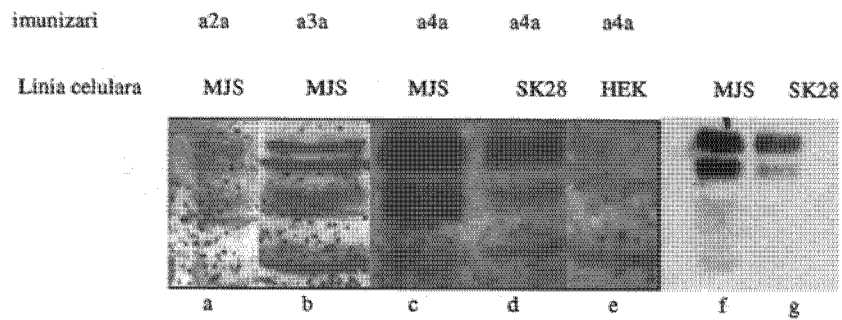 imunizari a2a a3a a4a a4a a4a
Linia celulara MJS MJS MJS SK28 HEK MJS SK28
a b c d e f g